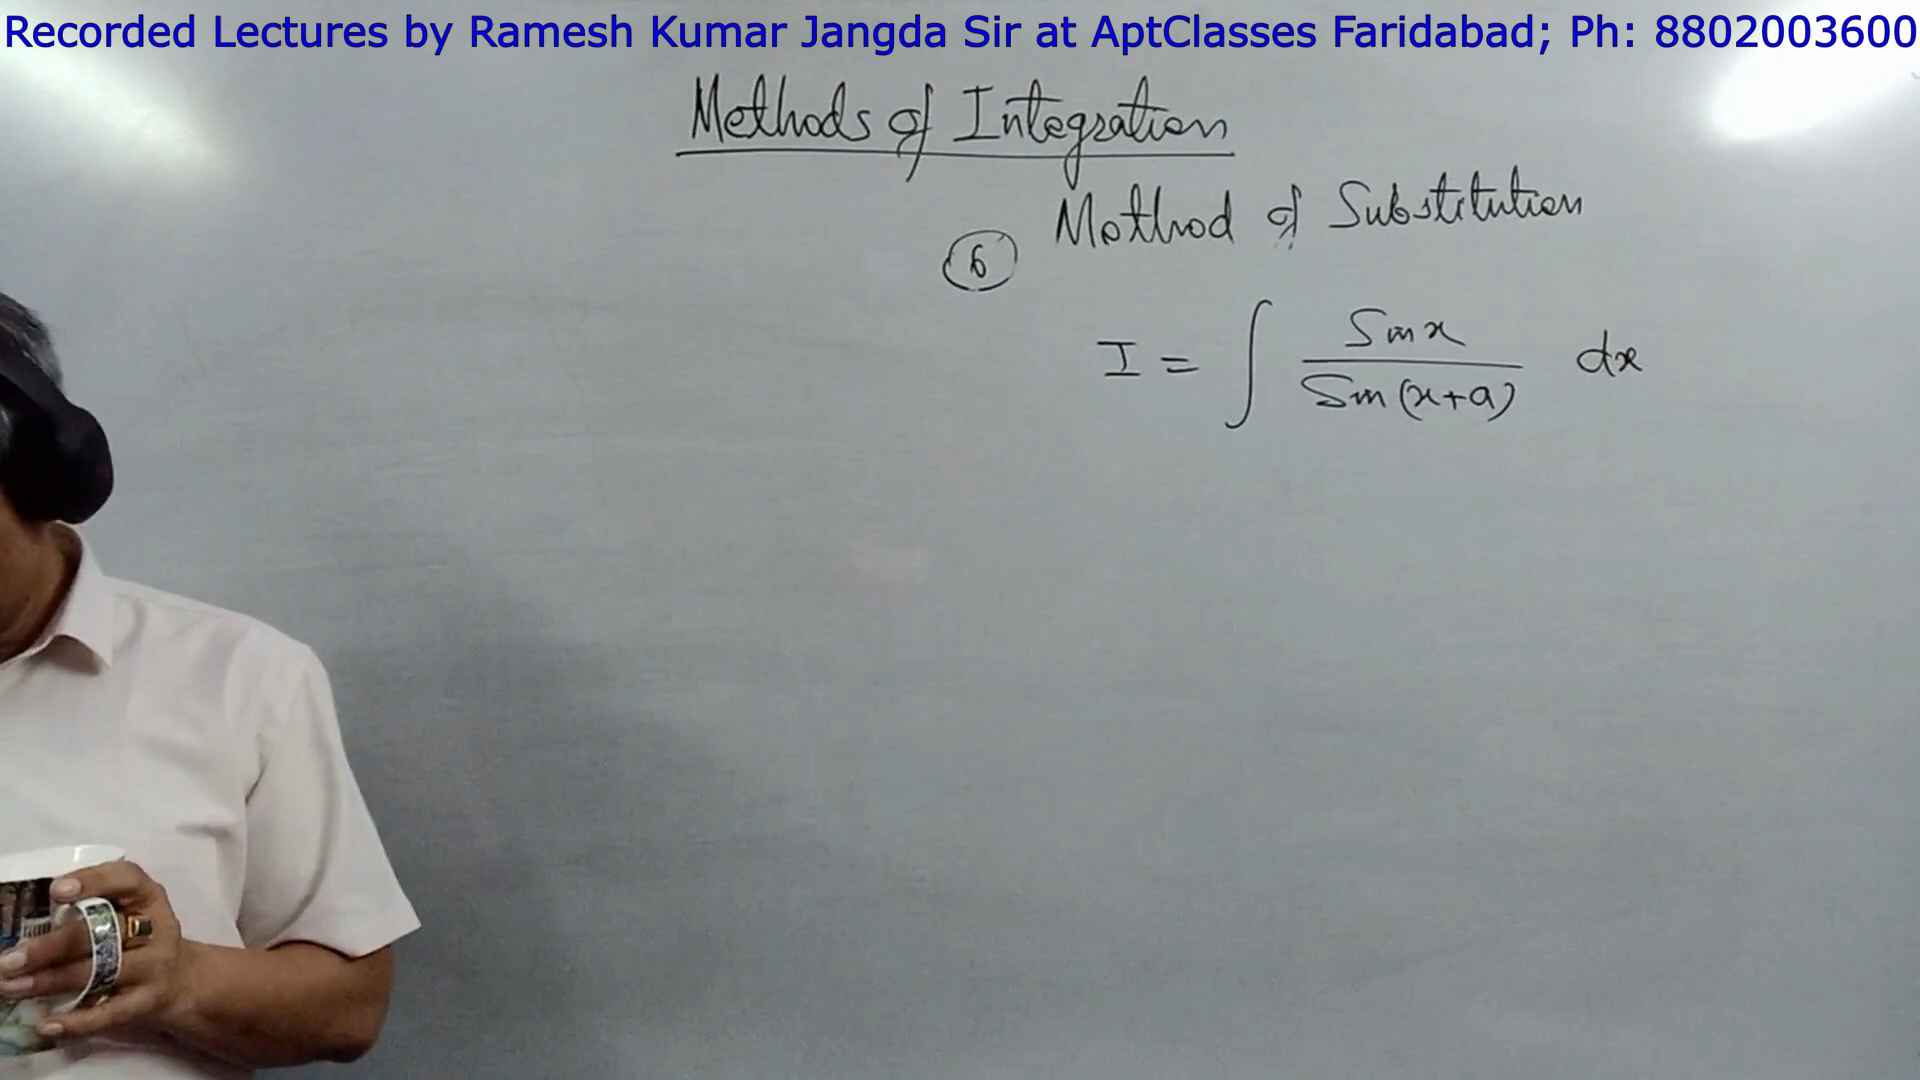 Recorded Lectures by Ramesh Kumar Jangda Sir at AptClasses Faridabad; Ph: 8802003600
Methods of Integration
Method of Substitution
6
I = ∫ Sin x / Sin (x+a) dx